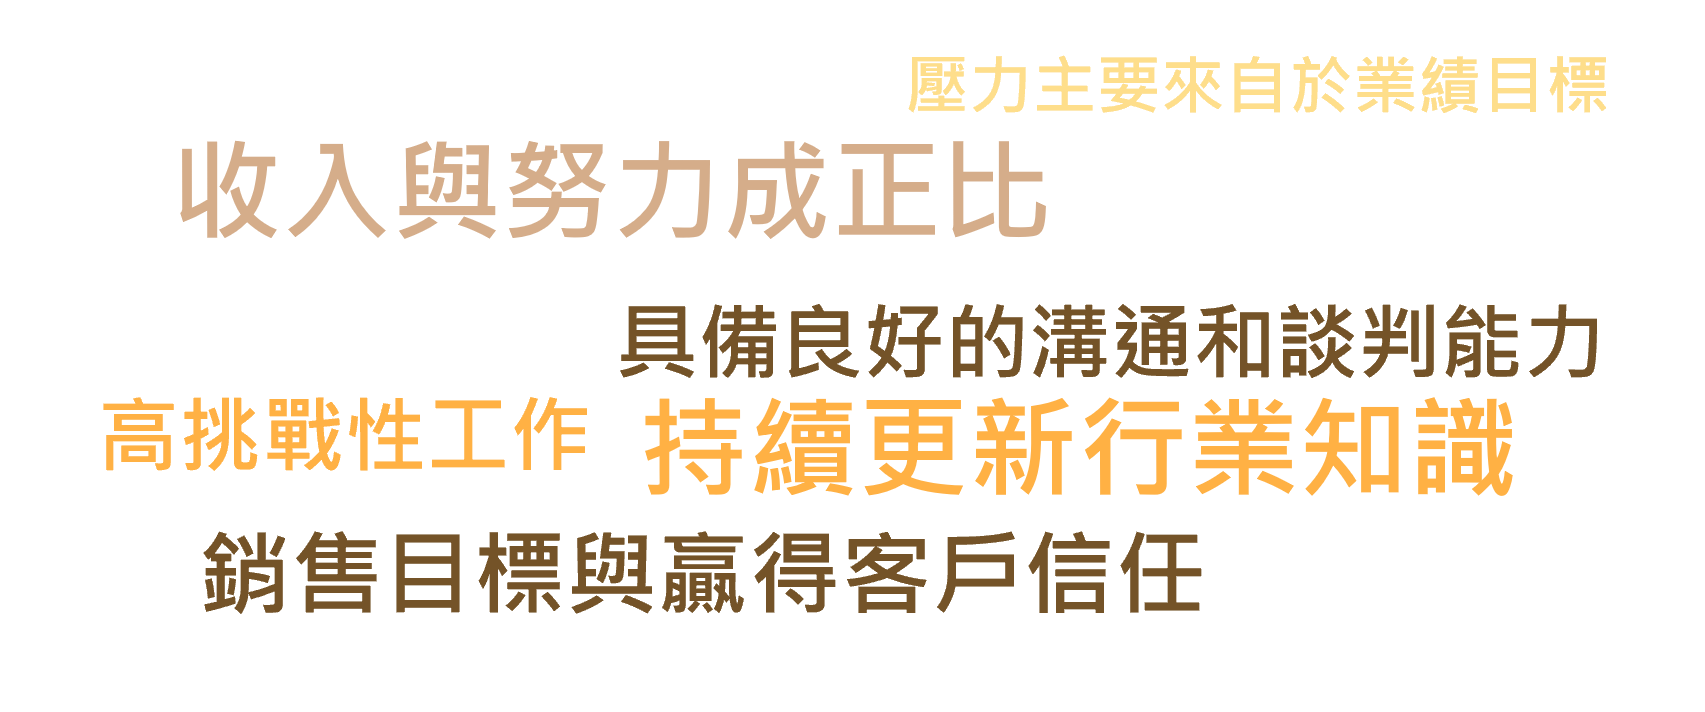 壓力主要來自於業績目標
收入與努力成正比
具備良好的溝通和談判能力
高挑戰性工作
持續更新行業知識
銷售目標與贏得客戶信任